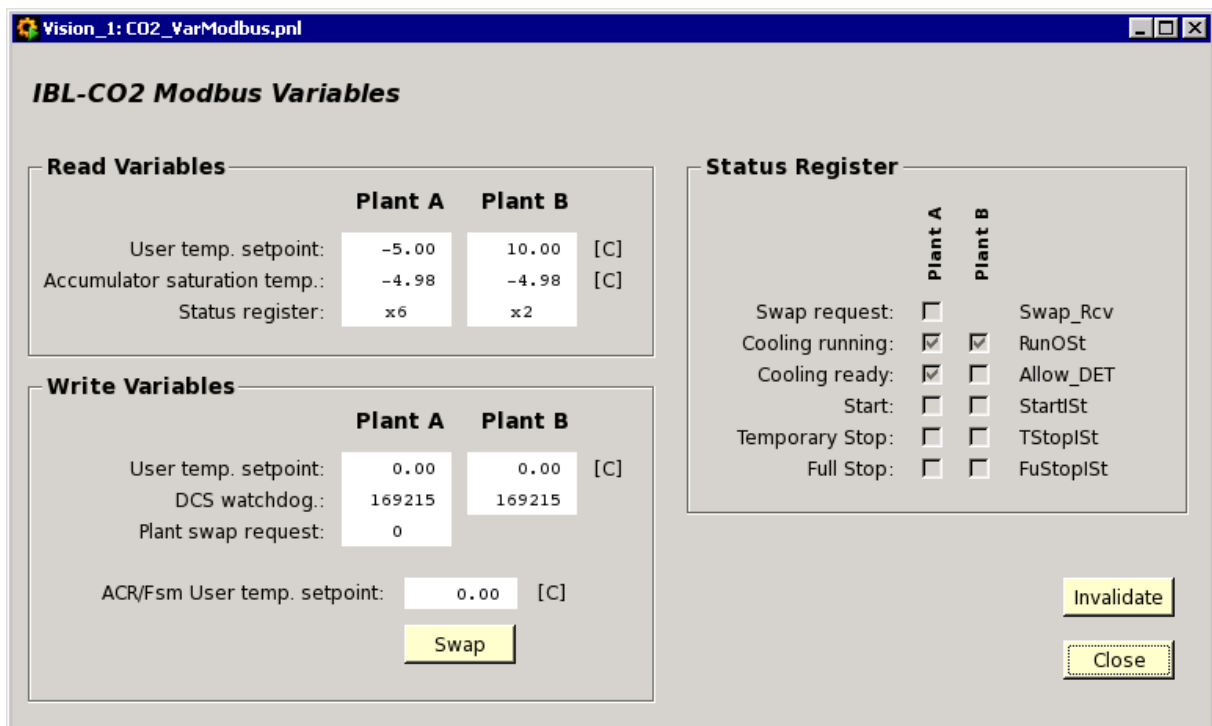 Vision_1: CO2_VarModbus.pnl
IBL-CO2 Modbus Variables
Read Variables
Plant A Plant B
User temp. setpoint: -5.00 10.00 [C]
Accumulator saturation temp.: -4.98 -4.98 [C]
Status register: x6 x2
Write Variables
Plant A Plant B
User temp. setpoint: 0.00 0.00 [C]
DCS watchdog.: 169215 169215
Plant swap request: 0
ACR/Fsm User temp. setpoint: 0.00 [C]
Swap
Status Register
Plant A Plant B
Swap request: Swap_Rcv
Cooling running: RunOSt
Cooling ready: Allow_DET
Start: StartISt
Temporary Stop: TStopISt
Full Stop: FuStopISt
Invalidate
Close